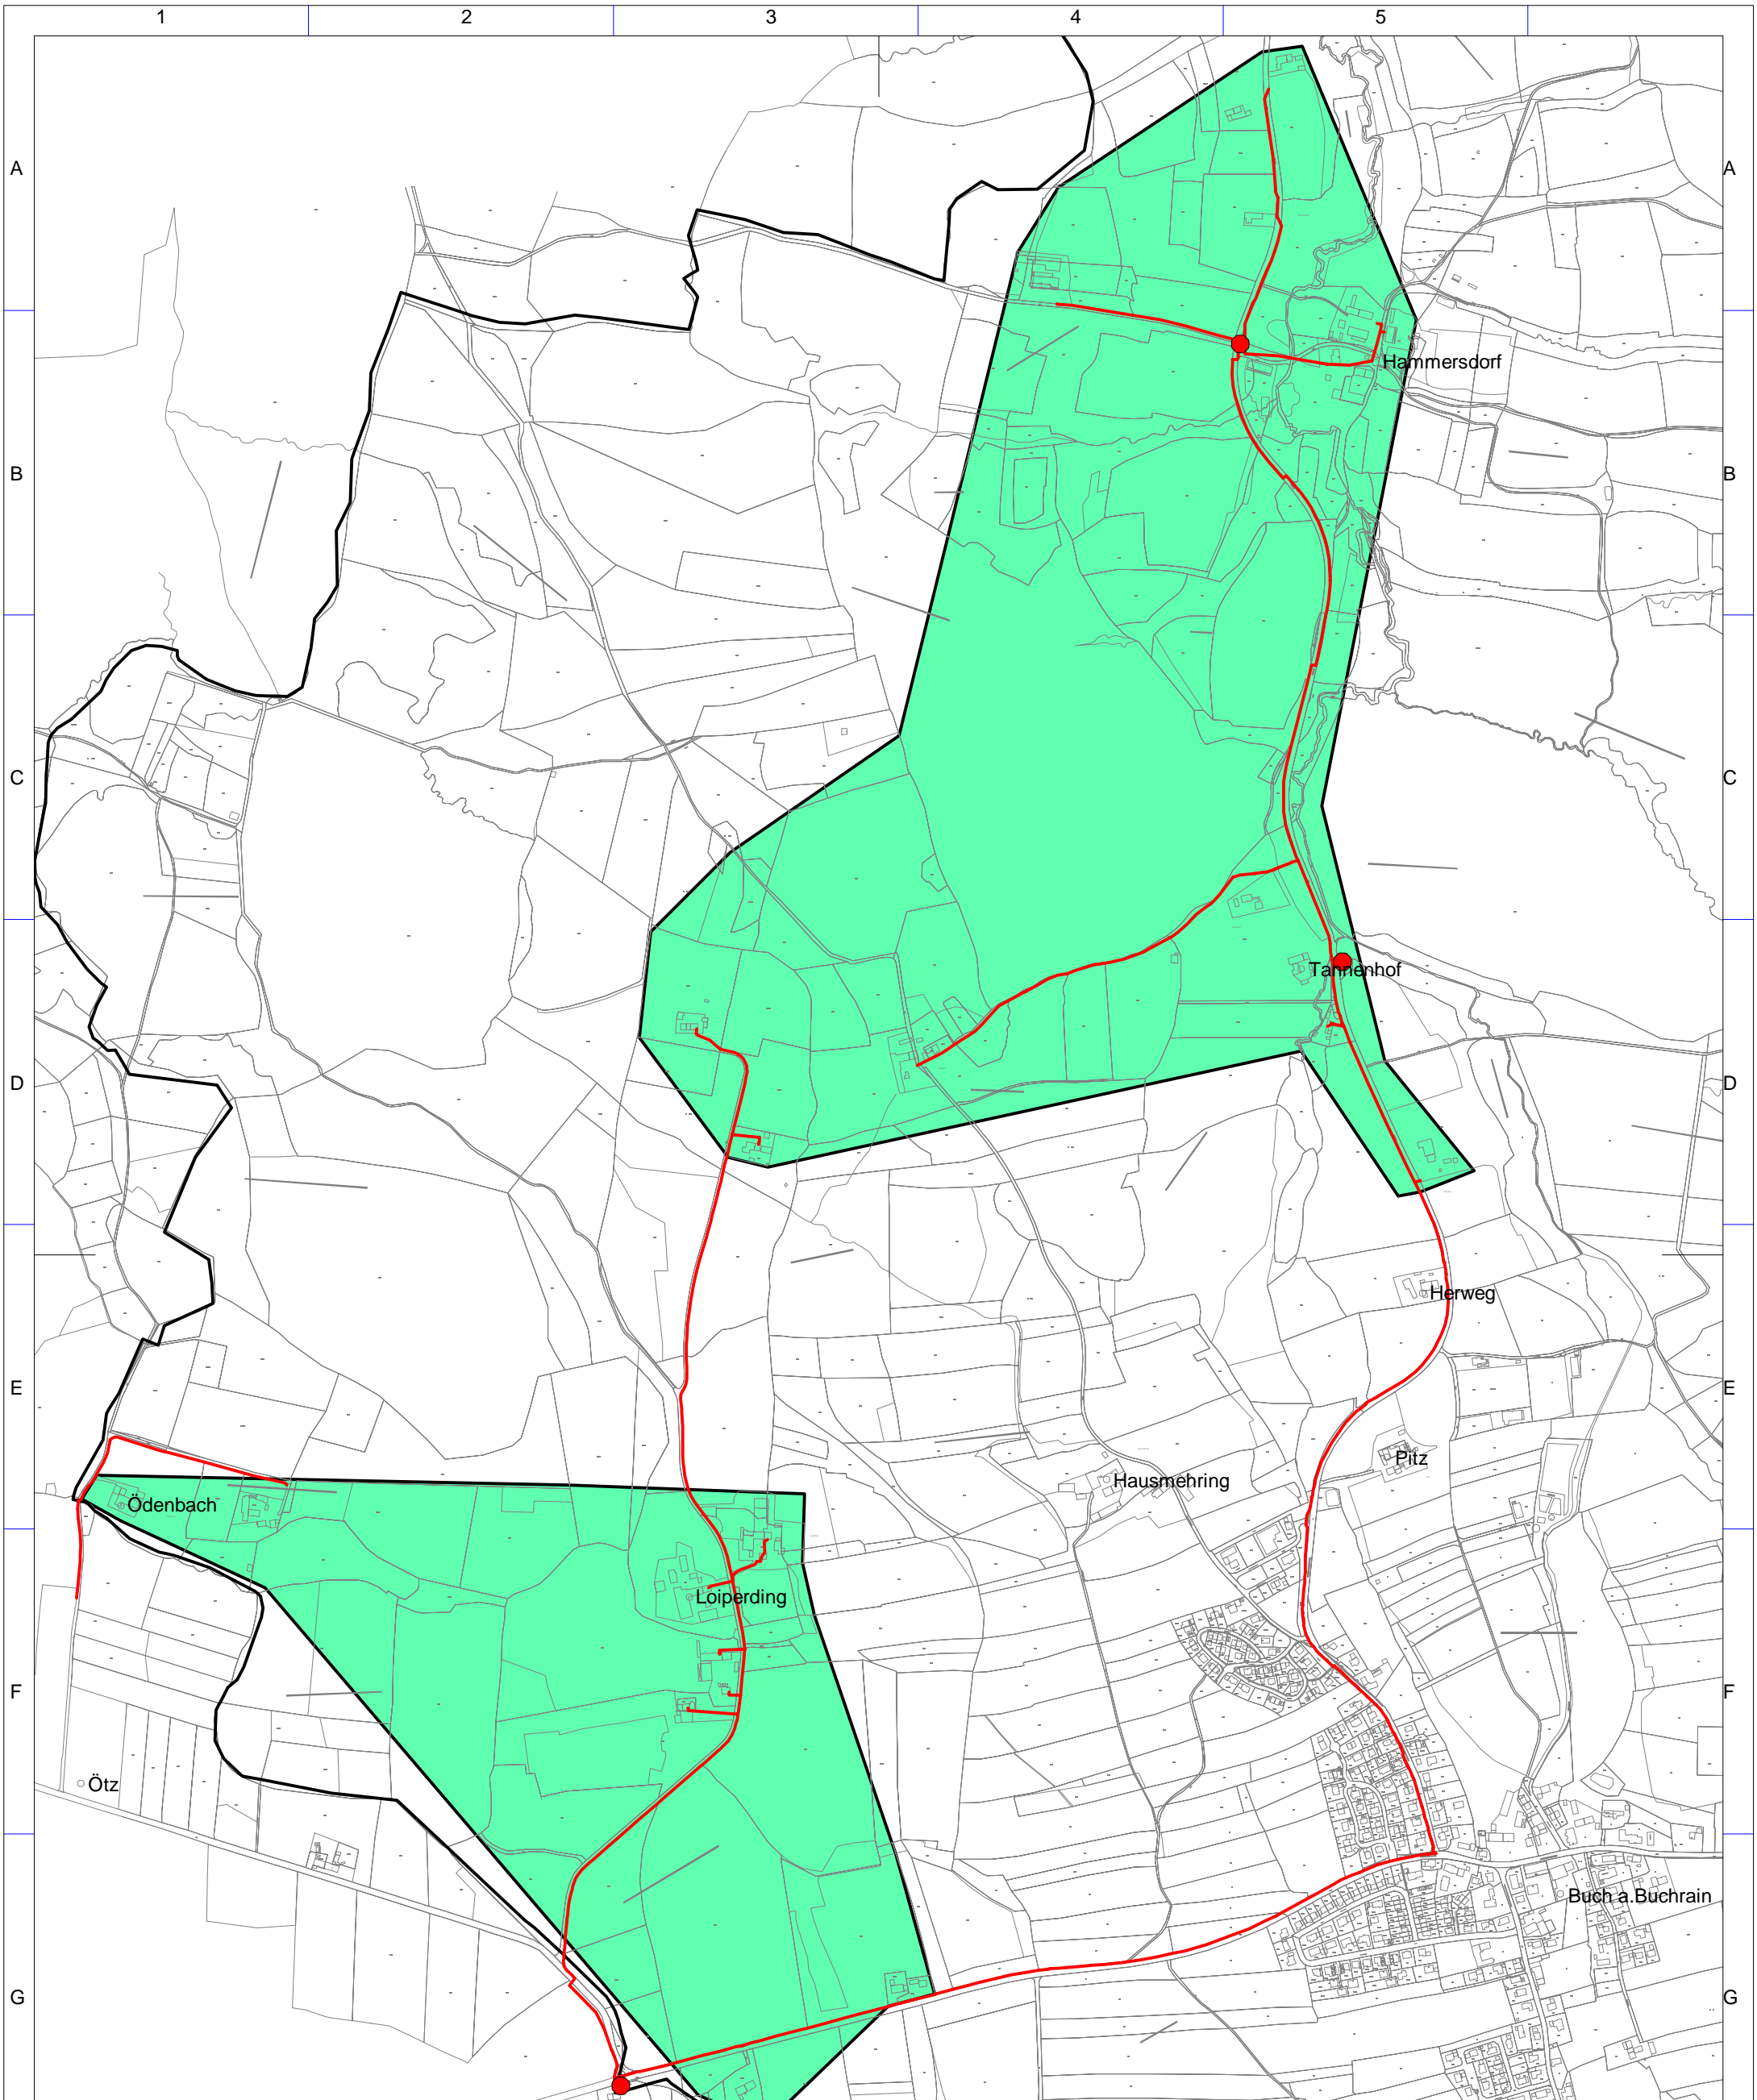 1 2 3 4 5
A A
Hammersdorf
B B
C C
Tannenhof
D D
Herweg
E E
Pitz
Hausmehring
Ödenbach
Loiperding
F F
Ötz
Buch a.Buchrain
G G